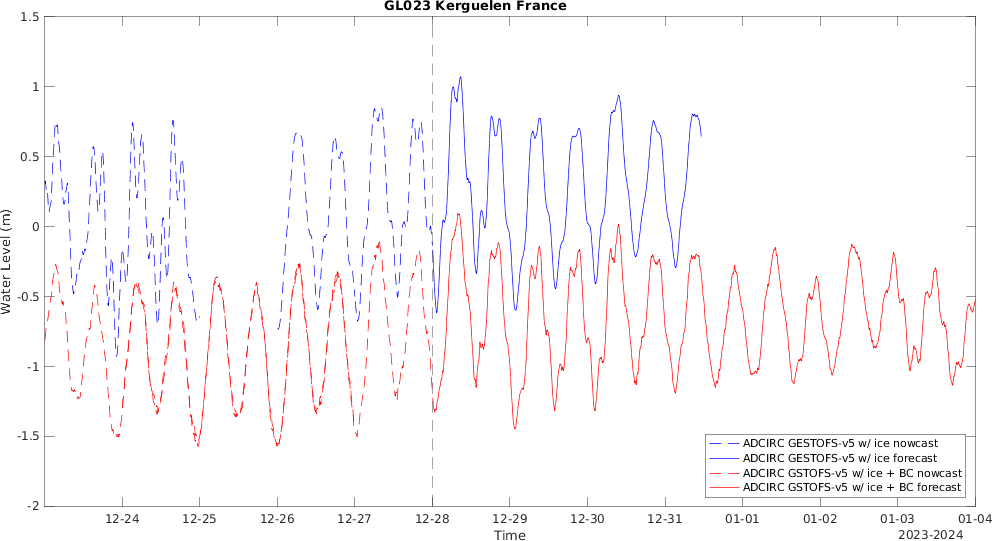 GL023 Kerguelen France
1.5
1
0.5
0
-0.5
-1
-1.5
-2
Water Level (m)
ADCIRC GESTOFS-v5 w/ ice nowcast
ADCIRC GESTOFS-v5 w/ ice forecast
ADCIRC GSTOFS-v5 w/ ice + BC nowcast
ADCIRC GSTOFS-v5 w/ ice + BC forecast
12-24 12-25 12-26 12-27 12-28 12-29 12-30 12-31 01-01 01-02 01-03 01-04
Time
2023-2024